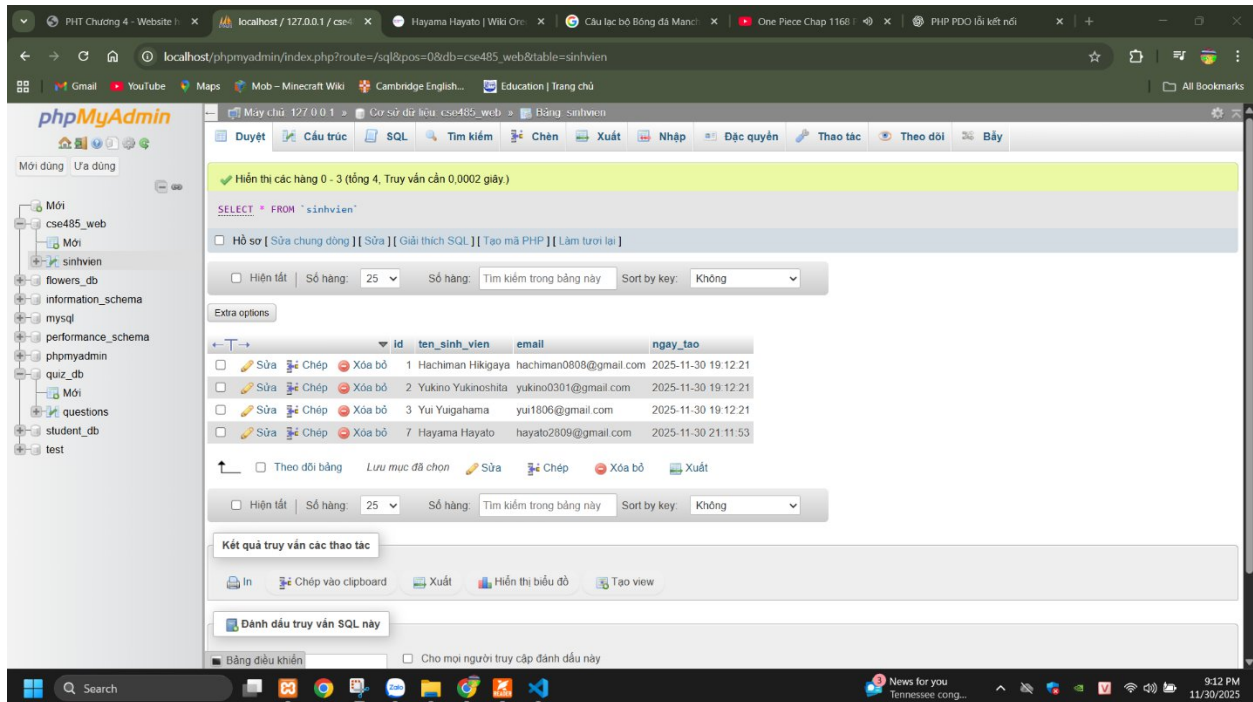 PHT Chương 4 - Website h
localhost / 127.0.0.1 / cse4
Hayama Hayato | Wiki Ore
Câu lạc bộ Bóng đá Manch
One Piece Chap 1168
PHP PDO lỗi kết nối
localhost/phpmyadmin/index.php?route=/sql&pos=0&db=cse485_web&table=sinhvien
Gmail YouTube Maps Mob – Minecraft Wiki Cambridge English... Education | Trang chủ All Bookmarks
phpMyAdmin
Mới dùng Ưa dùng
Mới
cse485_web
Mới
sinhvien
flowers_db
information_schema
mysql
performance_schema
phpmyadmin
quiz_db
Mới
questions
student_db
test
Máy chủ: 127.0.0.1 » Cơ sở dữ liệu: cse485_web » Bảng: sinhvien
Duyệt Cấu trúc SQL Tìm kiếm Chèn Xuất Nhập Đặc quyền Thao tác Theo dõi Bẫy
Hiển thị các hàng 0 - 3 (tổng 4, Truy vấn cần 0,0002 giây.)
SELECT * FROM `sinhvien`
Hồ sơ [ Sửa chung dòng ] [ Sửa ] [ Giải thích SQL ] [ Tạo mã PHP ] [ Làm tươi lại ]
Hiện tất | Số hàng: 25 Số hàng: Tìm kiếm trong bảng này Sort by key: Không
Extra options
←T→ id ten_sinh_vien email ngay_tao
Sửa Chép Xóa bỏ 1 Hachiman Hikigaya hachiman0808@gmail.com 2025-11-30 19:12:21
Sửa Chép Xóa bỏ 2 Yukino Yukinoshita yukino0301@gmail.com 2025-11-30 19:12:21
Sửa Chép Xóa bỏ 3 Yui Yuigahama yui1806@gmail.com 2025-11-30 19:12:21
Sửa Chép Xóa bỏ 7 Hayama Hayato hayato2809@gmail.com 2025-11-30 21:11:53
Theo dõi bảng Lưu mục đã chọn Sửa Chép Xóa bỏ Xuất
Hiện tất | Số hàng: 25 Số hàng: Tìm kiếm trong bảng này Sort by key: Không
Kết quả truy vấn các thao tác
In Chép vào clipboard Xuất Hiển thị biểu đồ Tạo view
Đánh dấu truy vấn SQL này
Bảng điều khiển Cho mọi người truy cập đánh dấu này
Search
Zalo
3 News for you
Tennessee cong...
9:12 PM
11/30/2025